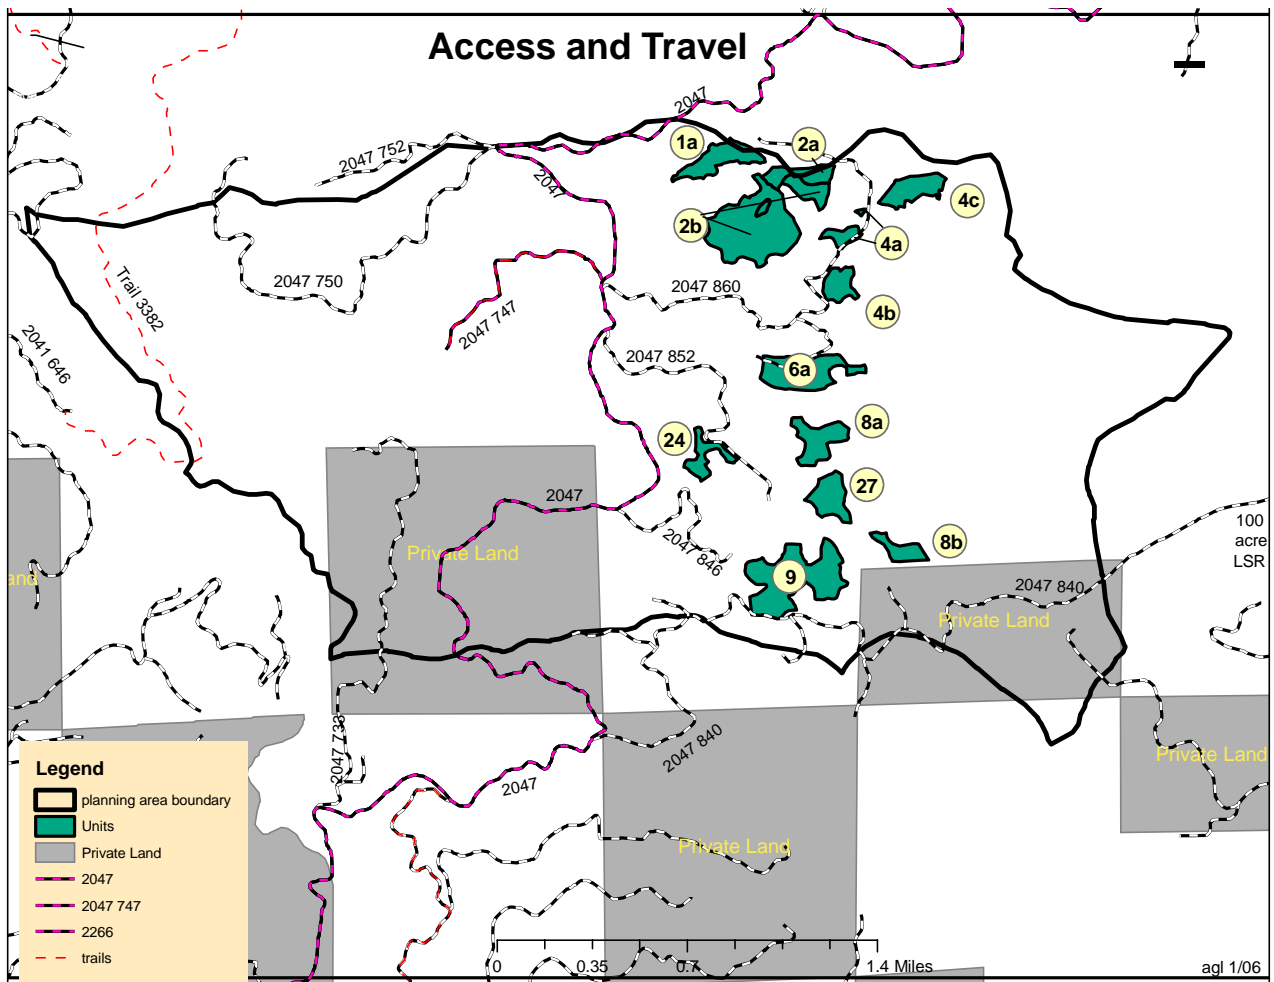 Access and Travel
2047
1a
2a
2047 752
2047
4c
2b
4a
2047 750
2047 860
Trail 3382
4b
2047 747
2041 646
2047 852
6a
8a
24
27
2047
100
acre
LSR
8b
Private Land
2047 846
9
and
2047 840
Private Land
2047 733
2047 840
Private Land
2047
Private Land
Legend
planning area boundary
Units
Private Land
2047
2047 747
2266
trails
0 0.35 0.7 1.4 Miles
agl 1/06